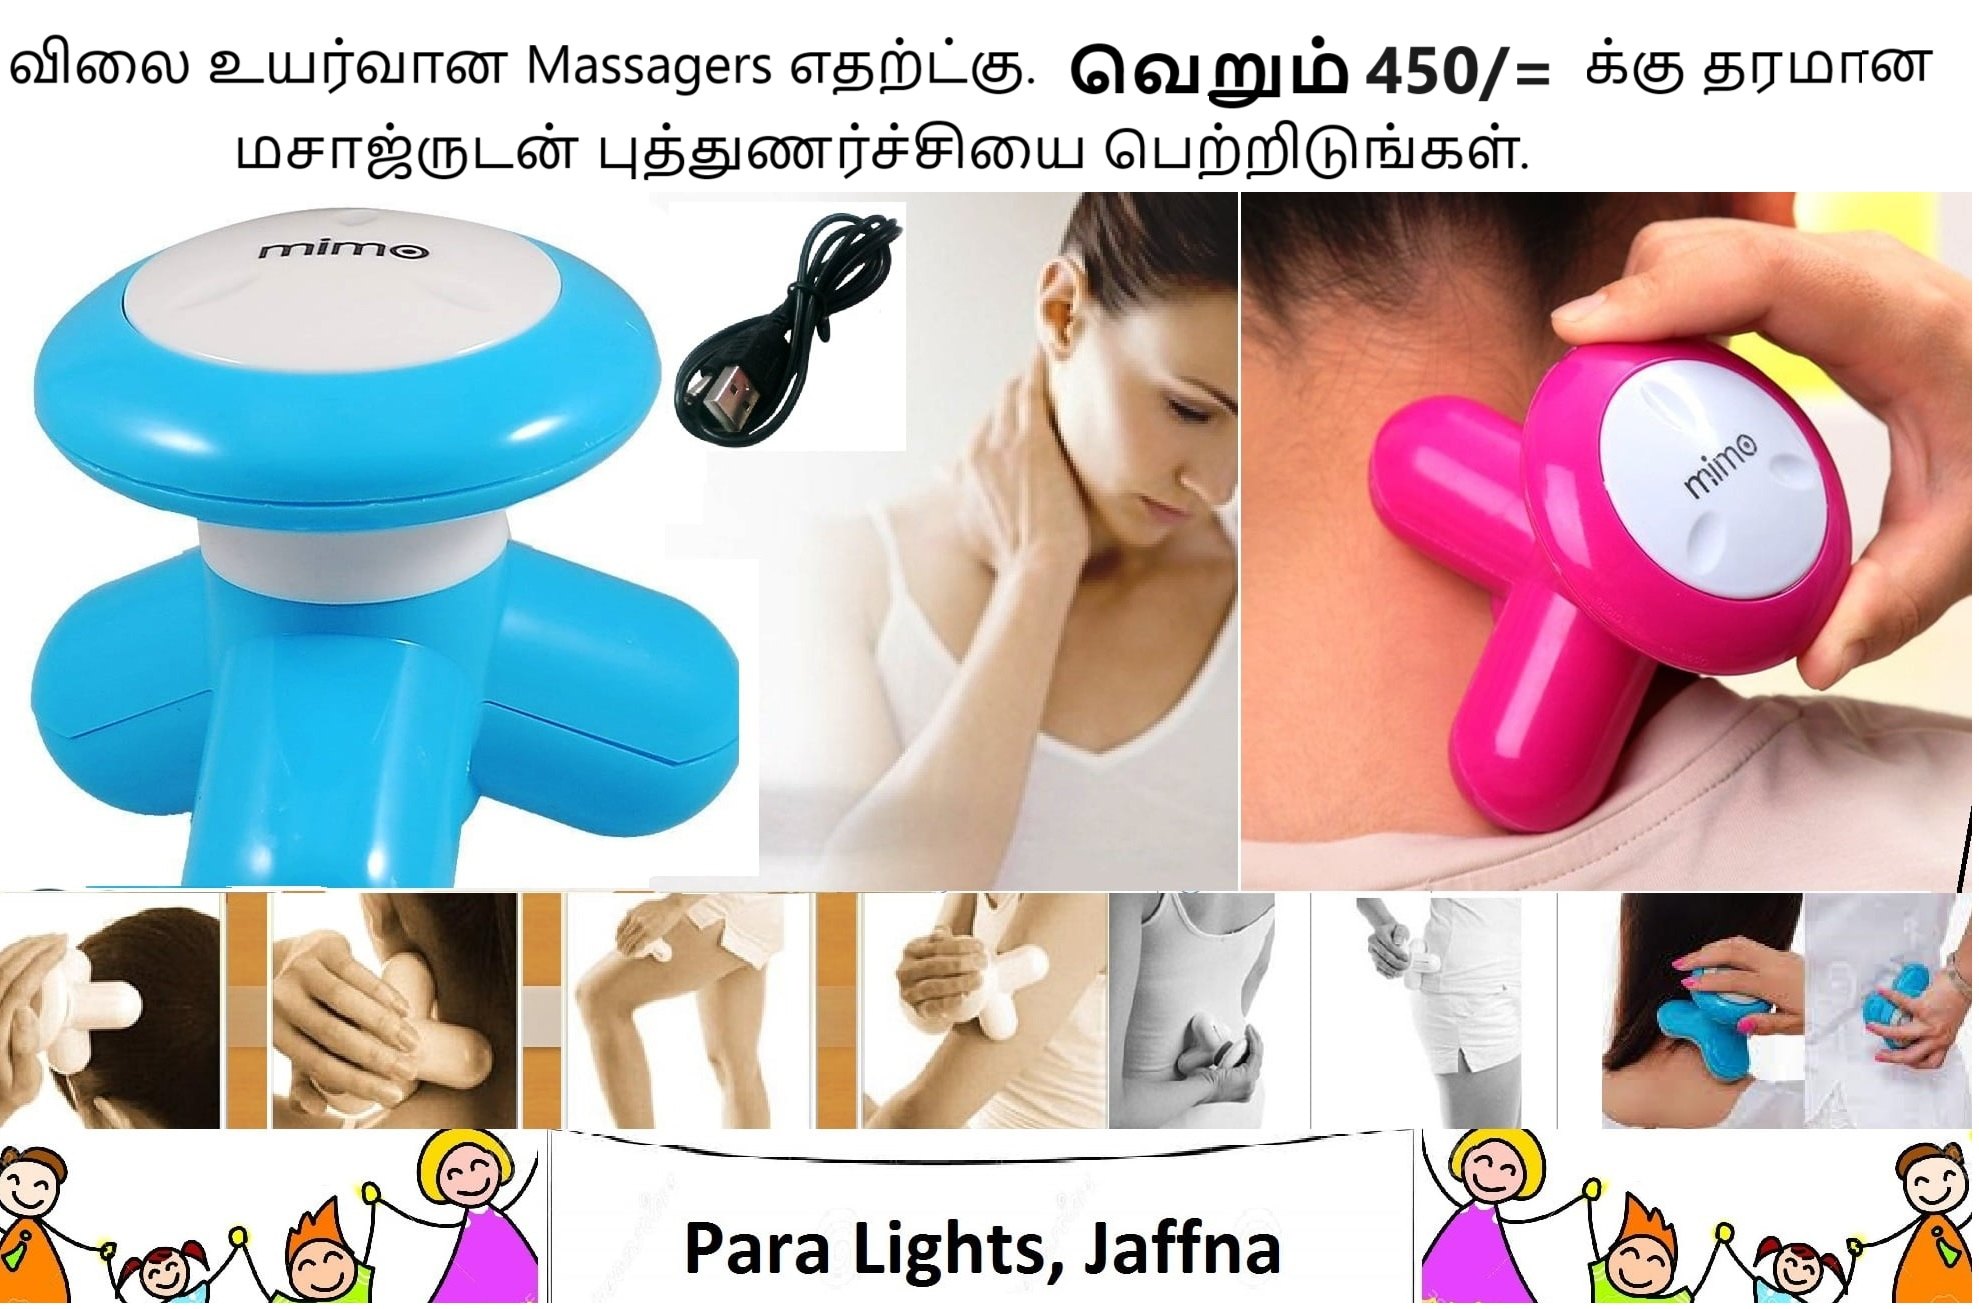 விலை உயர்வான Massagers எதற்ட்கு. வெறும் 450/= க்கு தரமான
மசாஜ்ருடன் புத்துணர்ச்சியை பெற்றிடுங்கள்.
mimo
mimo
Para Lights, Jaffna